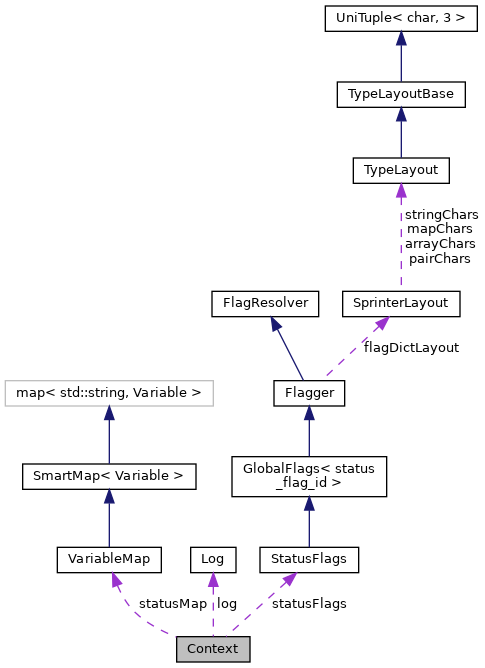 UniTuple< char, 3 >
TypeLayoutBase
TypeLayout
stringChars
mapChars
arrayChars
pairChars
FlagResolver
SprinterLayout
flagDictLayout
map< std::string, Variable >
Flagger
SmartMap< Variable >
GlobalFlags< status
_flag_id >
VariableMap
Log
StatusFlags
statusMap
log
statusFlags
Context